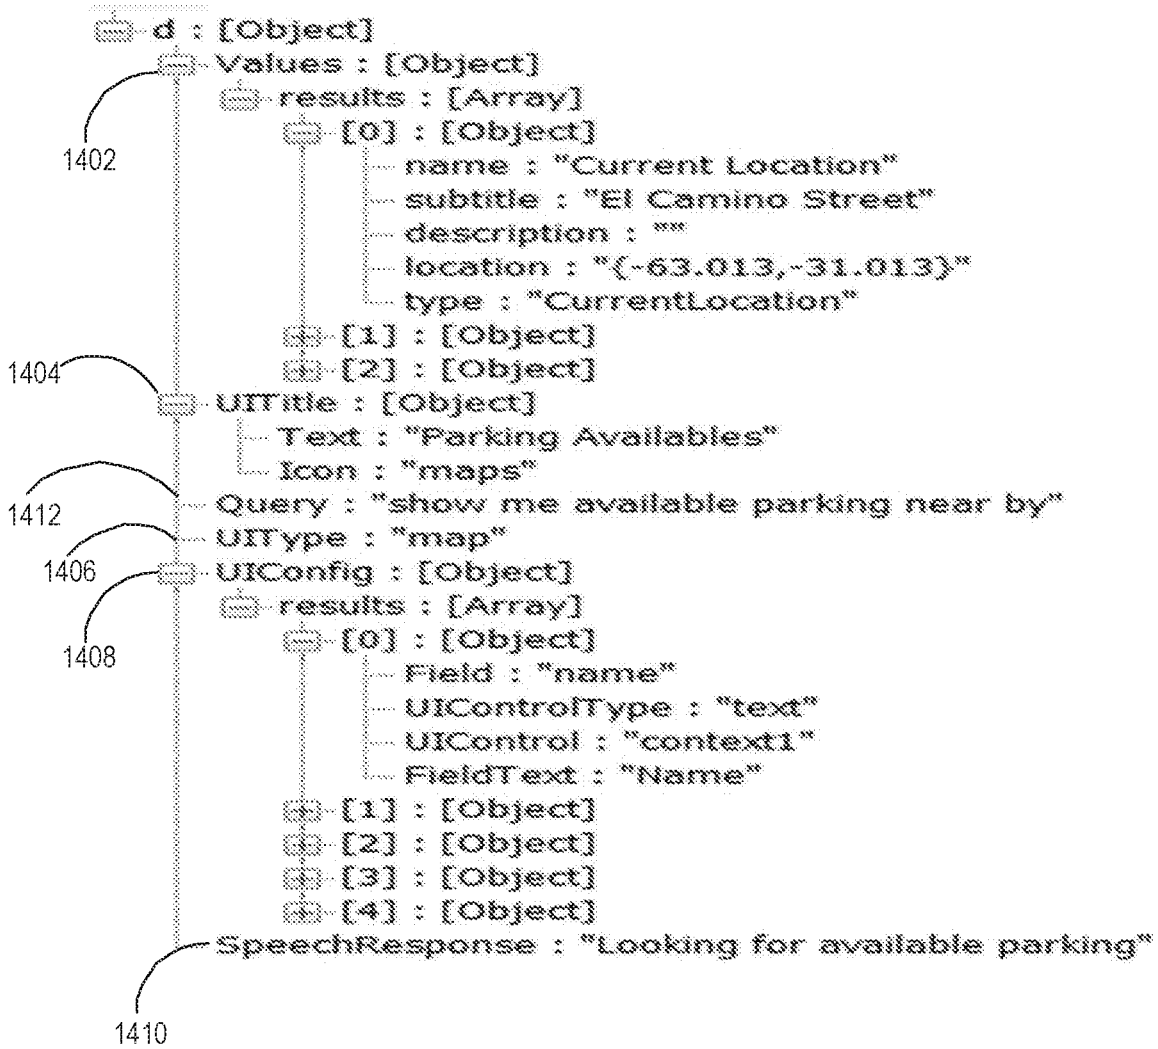 d : [Object]
Values : [Object]
results : [Array]
[0] : [Object]
1402
name : "Current Location"
subtitle : "El Camino Street"
description : ""
location : "{-63.013,-31.013}"
type : "CurrentLocation"
[1] : [Object]
[2] : [Object]
1404
UITitle : [Object]
Text : "Parking Availables"
Icon : "maps"
Query : "show me available parking near by"
1412
UIType : "map"
1406
UIConfig : [Object]
results : [Array]
[0] : [Object]
1408
Field : "name"
UIControlType : "text"
UIControl : "context1"
FieldText : "Name"
[1] : [Object]
[2] : [Object]
[3] : [Object]
[4] : [Object]
SpeechResponse : "Looking for available parking"
1410